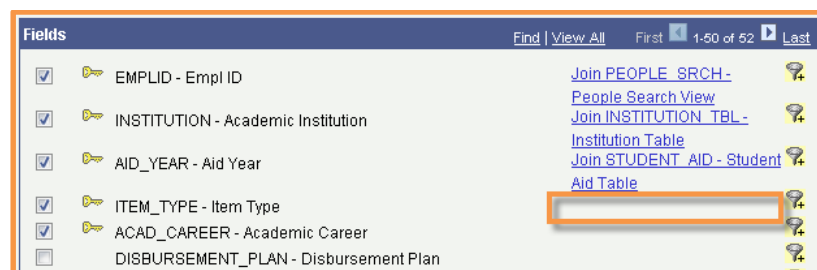 Fields Find | View All First 1-50 of 52 Last
EMPLID - Empl ID Join PEOPLE_SRCH -
People Search View
INSTITUTION - Academic Institution Join INSTITUTION_TBL -
Institution Table
AID_YEAR - Aid Year Join STUDENT_AID - Student
Aid Table
ITEM_TYPE - Item Type
ACAD_CAREER - Academic Career
DISBURSEMENT_PLAN - Disbursement Plan